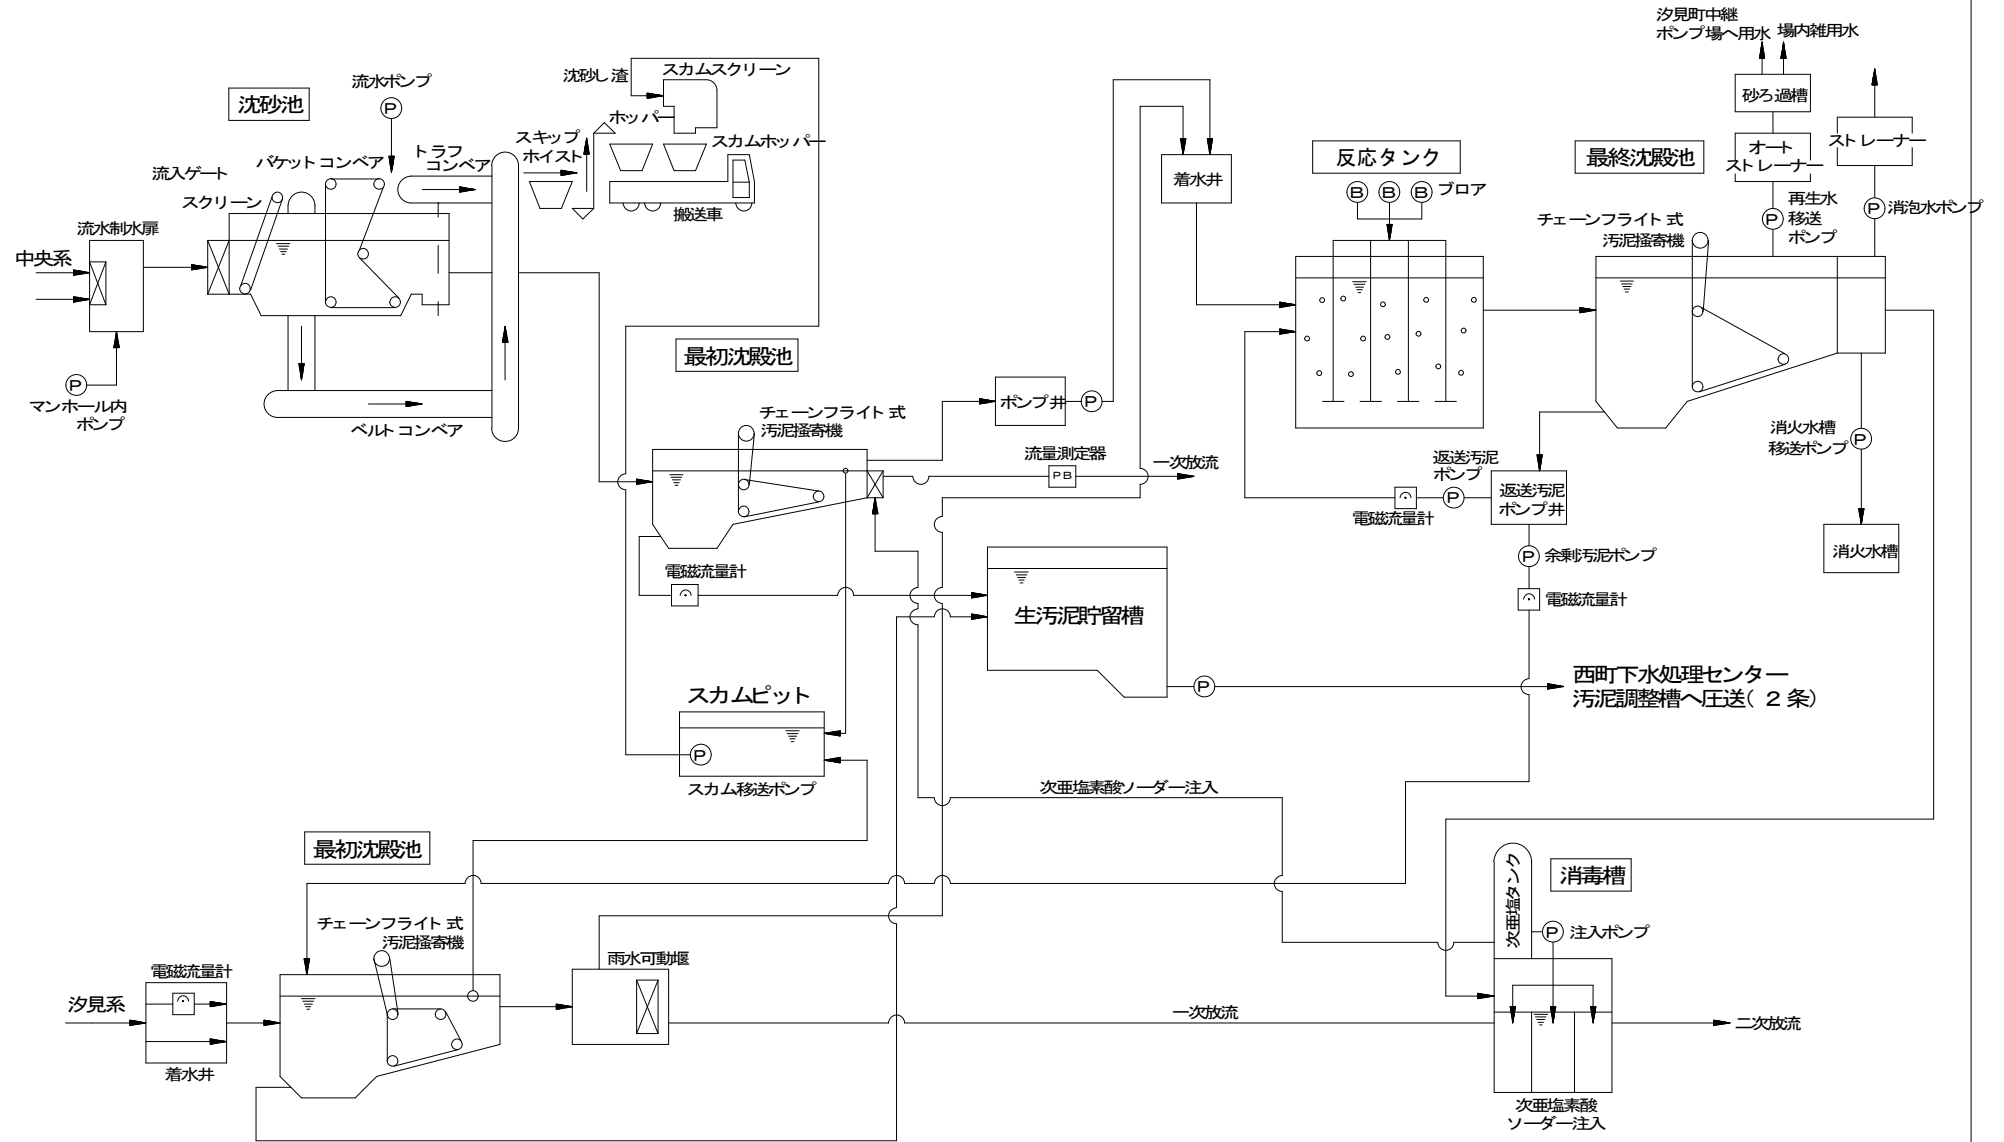 汐見町中継
ポンプ場へ用水
場内雑用水
流水ポンプ
P
沈砂池
沈砂し渣
スカムスクリーン
ホッパー
スキップ
ホイスト
スカムホッパー
搬送車
トラフ
コンベア
バケットコンベア
流入ゲート
スクリーン
流水制水扉
中央系
P
マンホール内
ポンプ
ベルトコンベア
砂ろ過槽
オート
ストレーナー
ストレーナー
着水井
反応タンク
B
B
B
ブロア
最終沈殿池
P
再生水
移送
ポンプ
P
消泡水ポンプ
チェーンフライト式
汚泥掻寄機
最初沈殿池
チェーンフライト式
汚泥掻寄機
ポンプ井
P
流量測定器
PB
一次放流
返送汚泥
ポンプ
P
電磁流量計
返送汚泥
ポンプ井
消火水槽
移送ポンプ
P
消火水槽
P
余剰汚泥ポンプ
電磁流量計
電磁流量計
生汚泥貯留槽
P
西町下水処理センター
汚泥調整槽へ圧送(2条)
スカムピット
P
スカム移送ポンプ
次亜塩素酸ソーダー注入
最初沈殿池
チェーンフライト式
汚泥掻寄機
電磁流量計
汐見系
着水井
雨水可動堰
一次放流
消毒槽
次亜塩タンク
P
注入ポンプ
二次放流
次亜塩素酸
ソーダー注入